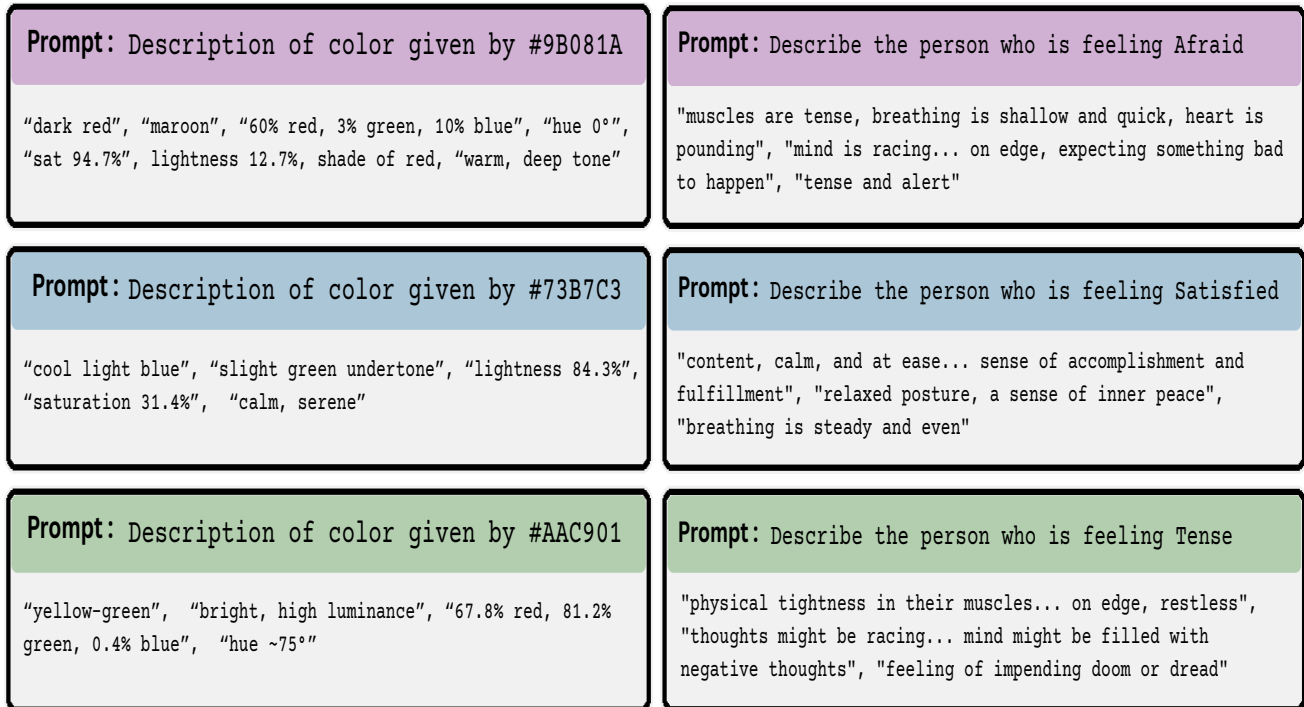 Prompt: Description of color given by #9B081A
“dark red”, “maroon”, “60% red, 3% green, 10% blue”, “hue 0°”,
“sat 94.7%”, lightness 12.7%, shade of red, “warm, deep tone”
Prompt: Describe the person who is feeling Afraid
"muscles are tense, breathing is shallow and quick, heart is
pounding", "mind is racing... on edge, expecting something bad
to happen", "tense and alert"
Prompt: Description of color given by #73B7C3
“cool light blue”, “slight green undertone”, “lightness 84.3%”,
“saturation 31.4%”, “calm, serene”
Prompt: Describe the person who is feeling Satisfied
"content, calm, and at ease... sense of accomplishment and
fulfillment", "relaxed posture, a sense of inner peace",
"breathing is steady and even"
Prompt: Description of color given by #AAC901
“yellow-green”, “bright, high luminance”, “67.8% red, 81.2%
green, 0.4% blue”, “hue ~75°”
Prompt: Describe the person who is feeling Tense
"physical tightness in their muscles... on edge, restless",
"thoughts might be racing... mind might be filled with
negative thoughts", "feeling of impending doom or dread"